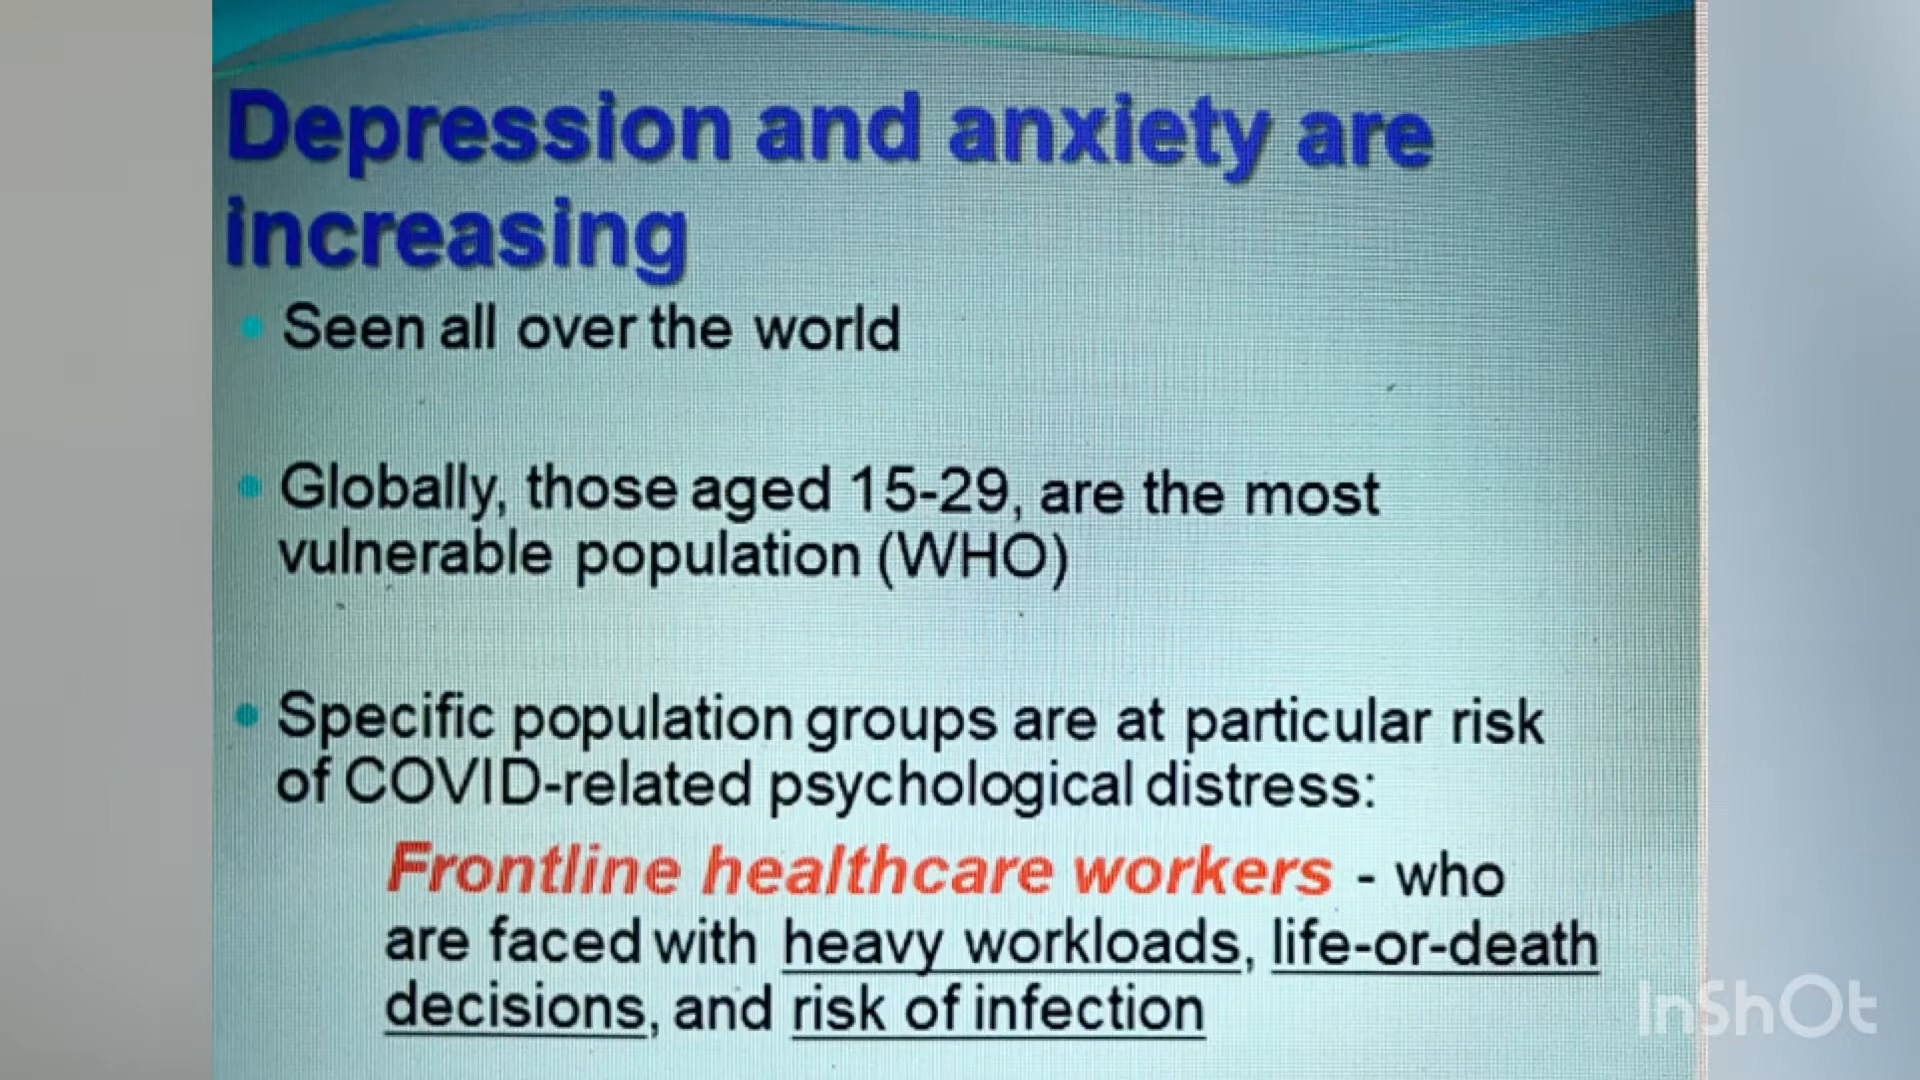 Depression and anxiety are
increasing
Seen all over the world
Globally, those aged 15-29, are the most
vulnerable population (WHO)
Specific population groups are at particular risk
of COVID-related psychological distress:
Frontline healthcare workers - who
are faced with heavy workloads, life-or-death
decisions, and risk of infection
InShOt